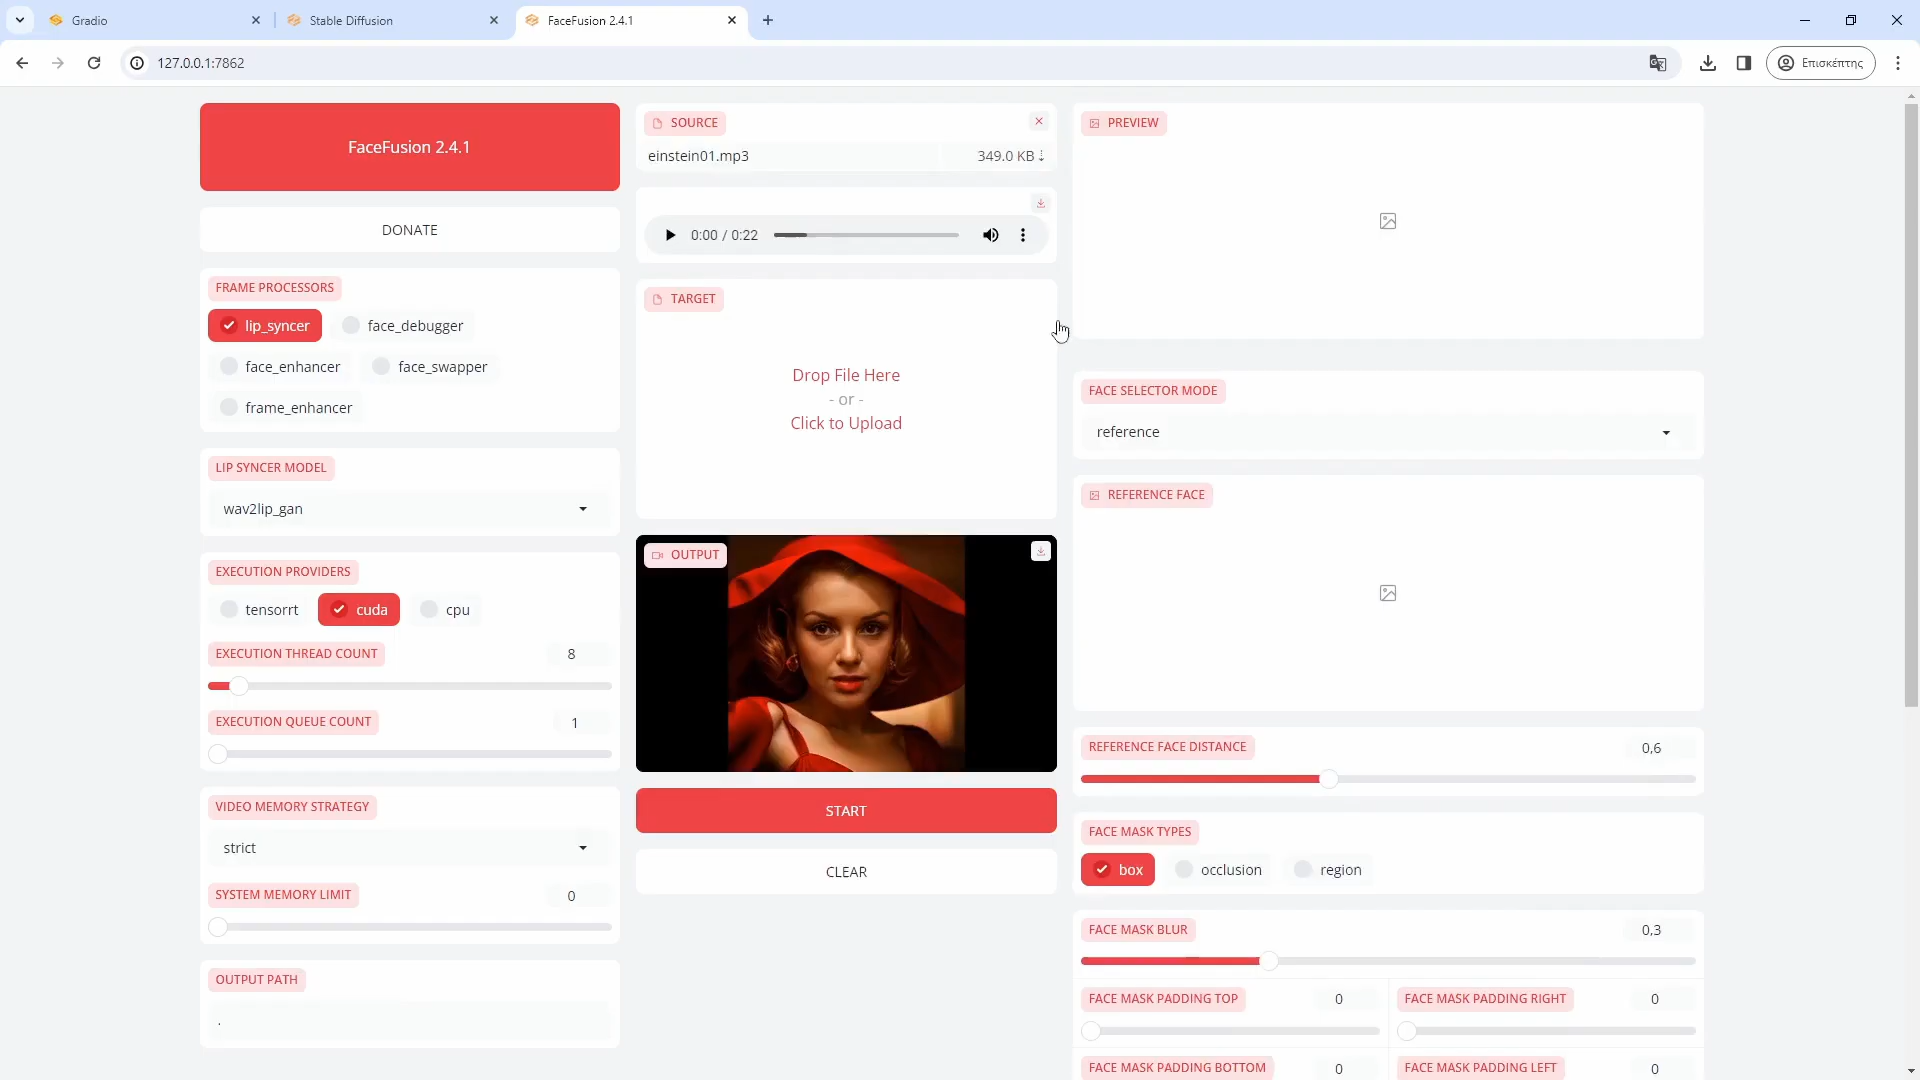 Gradio
Stable Diffusion
FaceFusion 2.4.1
127.0.0.1:7862
Επισκέπτης
FaceFusion 2.4.1
DONATE
FRAME PROCESSORS
lip_syncer
face_debugger
face_enhancer
face_swapper
frame_enhancer
LIP SYNCER MODEL
wav2lip_gan
EXECUTION PROVIDERS
tensorrt
cuda
cpu
EXECUTION THREAD COUNT
8
EXECUTION QUEUE COUNT
1
VIDEO MEMORY STRATEGY
strict
SYSTEM MEMORY LIMIT
0
OUTPUT PATH
.
SOURCE
einstein01.mp3
349.0 KB ⇣
0:00 / 0:22
TARGET
Drop File Here
- or -
Click to Upload
OUTPUT
START
CLEAR
PREVIEW
FACE SELECTOR MODE
reference
REFERENCE FACE
REFERENCE FACE DISTANCE
0,6
FACE MASK TYPES
box
occlusion
region
FACE MASK BLUR
0,3
FACE MASK PADDING TOP
0
FACE MASK PADDING RIGHT
0
FACE MASK PADDING BOTTOM
0
FACE MASK PADDING LEFT
0